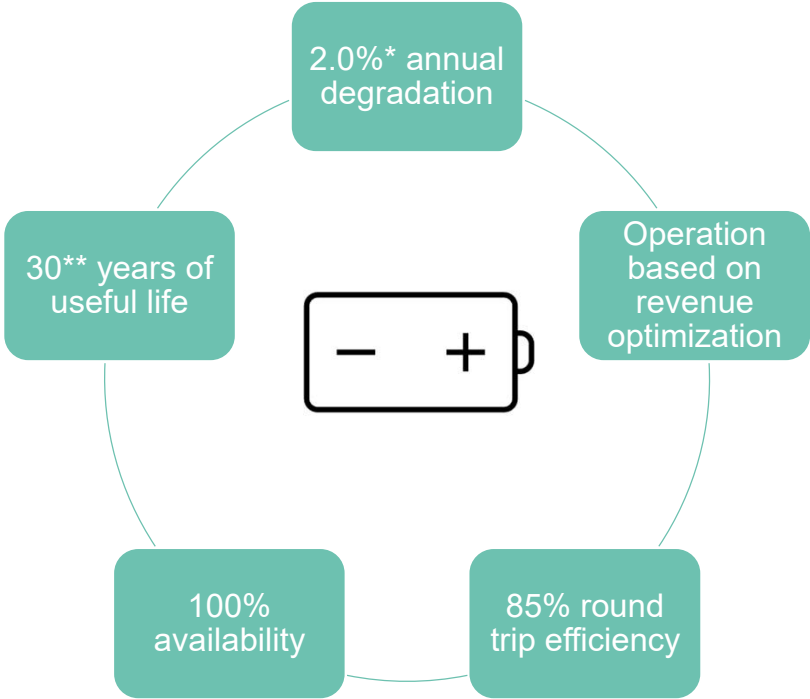 2.0%* annual
degradation
Operation
based on
revenue
optimization
85% round
trip efficiency
100%
availability
30** years of
useful life